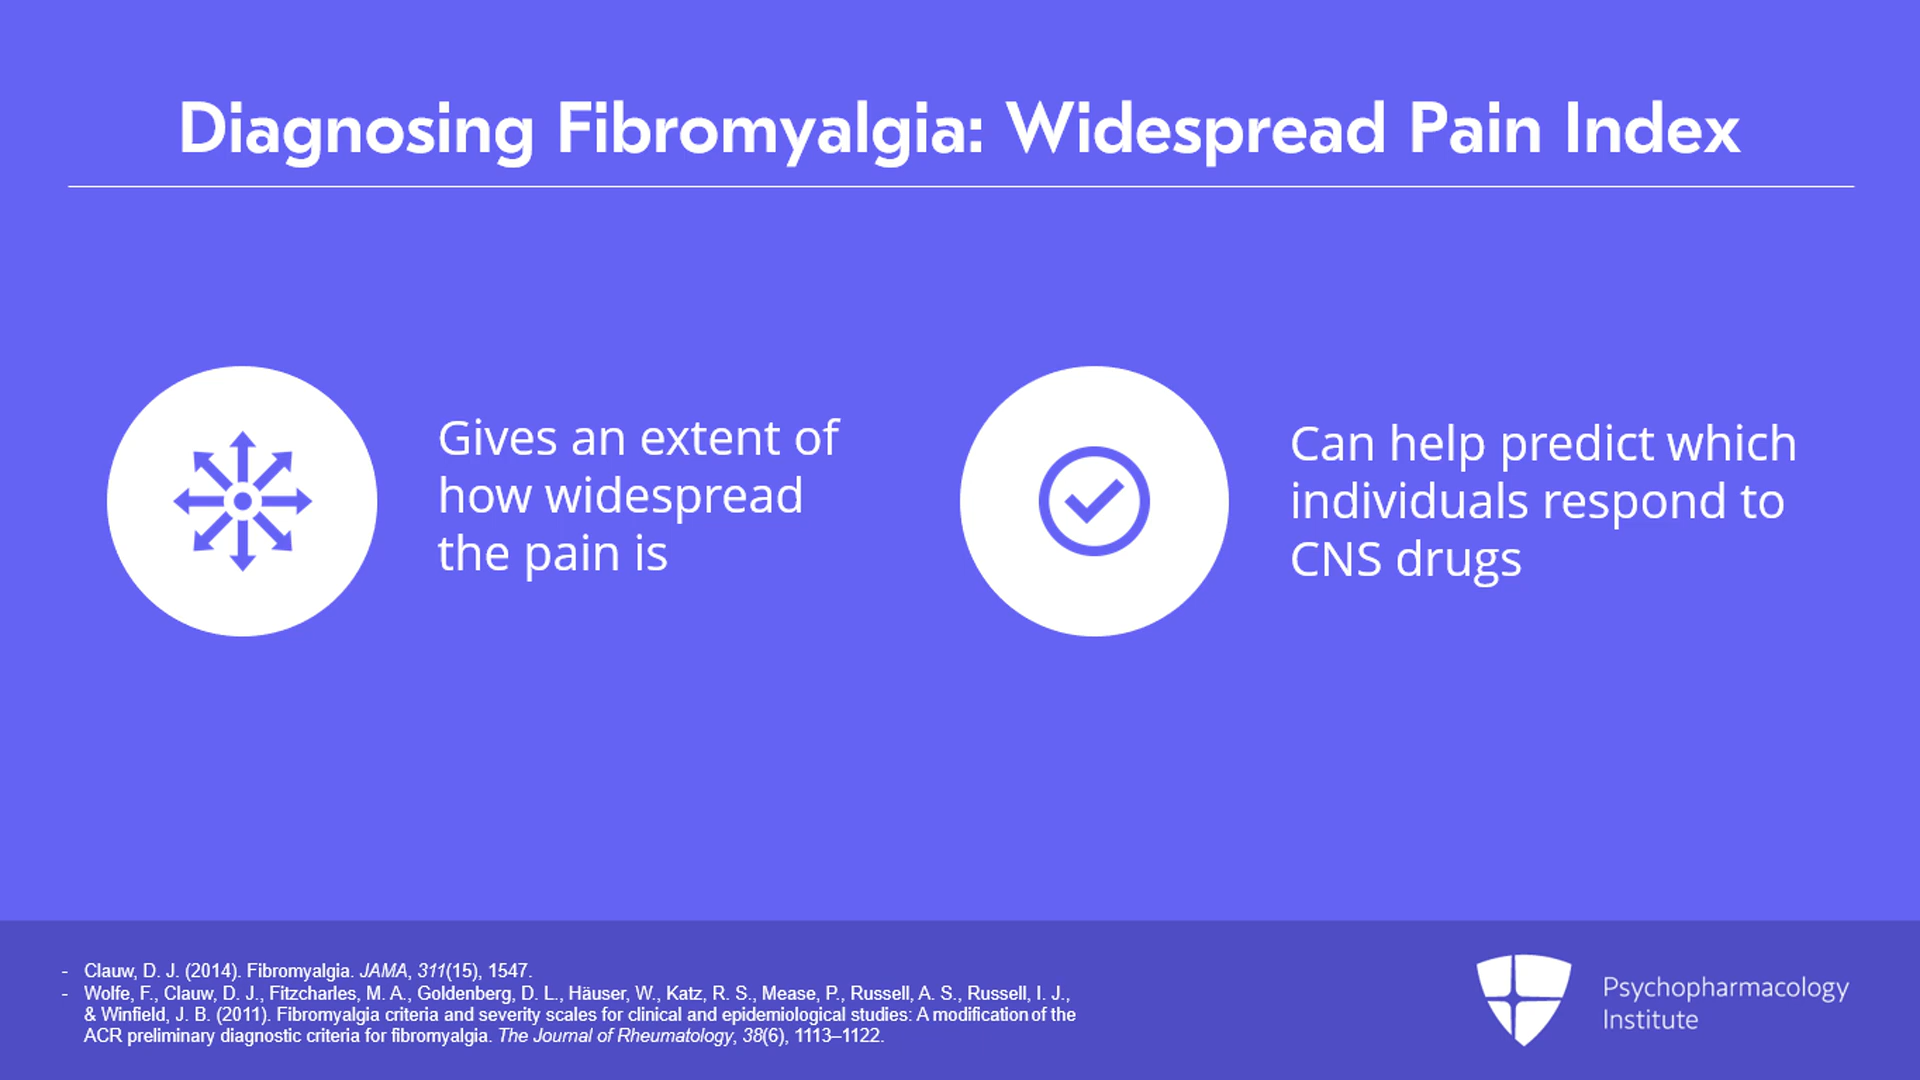 Diagnosing Fibromyalgia: Widespread Pain Index
Gives an extent of
how widespread
the pain is
Can help predict which
individuals respond to
CNS drugs
- Clauw, D. J. (2014). Fibromyalgia. JAMA, 311(15), 1547.
- Wolfe, F., Clauw, D. J., Fitzcharles, M. A., Goldenberg, D. L., Häuser, W., Katz, R. S., Mease, P., Russell, A. S., Russell, I. J.,
& Winfield, J. B. (2011). Fibromyalgia criteria and severity scales for clinical and epidemiological studies: A modification of the
ACR preliminary diagnostic criteria for fibromyalgia. The Journal of Rheumatology, 38(6), 1113–1122.
Psychopharmacology
Institute